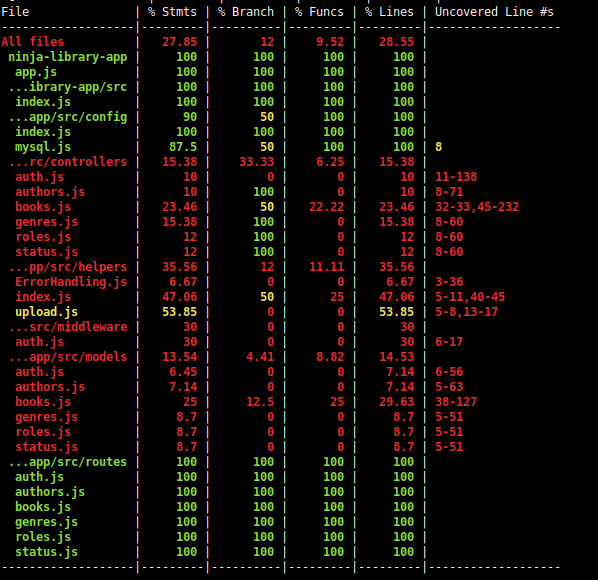 File | % Stmts | % Branch | % Funcs | % Lines | Uncovered Line #s
-------------------|---------|----------|---------|---------|-------------------
All files | 27.85 | 12 | 9.52 | 28.55 |
ninja-library-app | 100 | 100 | 100 | 100 |
app.js | 100 | 100 | 100 | 100 |
...ibrary-app/src | 100 | 100 | 100 | 100 |
index.js | 100 | 100 | 100 | 100 |
...app/src/config | 90 | 50 | 100 | 100 |
index.js | 100 | 100 | 100 | 100 |
mysql.js | 87.5 | 50 | 100 | 100 | 8
...rc/controllers | 15.38 | 33.33 | 6.25 | 15.38 |
auth.js | 10 | 0 | 0 | 10 | 11-138
authors.js | 10 | 100 | 0 | 10 | 8-71
books.js | 23.46 | 50 | 22.22 | 23.46 | 32-33,45-232
genres.js | 15.38 | 100 | 0 | 15.38 | 8-60
roles.js | 12 | 100 | 0 | 12 | 8-60
status.js | 12 | 100 | 0 | 12 | 8-60
...pp/src/helpers | 35.56 | 12 | 11.11 | 35.56 |
ErrorHandling.js | 6.67 | 0 | 0 | 6.67 | 3-36
index.js | 47.06 | 50 | 25 | 47.06 | 5-11,40-45
upload.js | 53.85 | 0 | 0 | 53.85 | 5-8,13-17
...src/middleware | 30 | 0 | 0 | 30 |
auth.js | 30 | 0 | 0 | 30 | 6-17
...app/src/models | 13.54 | 4.41 | 8.82 | 14.53 |
auth.js | 6.45 | 0 | 0 | 7.14 | 6-56
authors.js | 7.14 | 0 | 0 | 7.14 | 5-63
books.js | 25 | 12.5 | 25 | 29.63 | 38-127
genres.js | 8.7 | 0 | 0 | 8.7 | 5-51
roles.js | 8.7 | 0 | 0 | 8.7 | 5-51
status.js | 8.7 | 0 | 0 | 8.7 | 5-51
...app/src/routes | 100 | 100 | 100 | 100 |
auth.js | 100 | 100 | 100 | 100 |
authors.js | 100 | 100 | 100 | 100 |
books.js | 100 | 100 | 100 | 100 |
genres.js | 100 | 100 | 100 | 100 |
roles.js | 100 | 100 | 100 | 100 |
status.js | 100 | 100 | 100 | 100 |
-------------------|---------|----------|---------|---------|-------------------